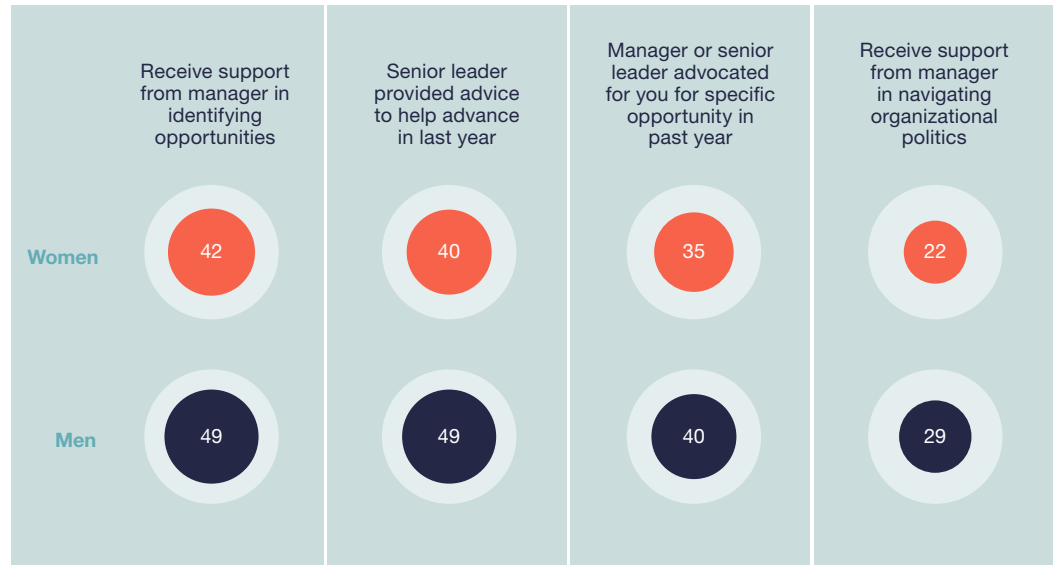 Receive support
from manager in
identifying
opportunities
Senior leader
provided advice
to help advance
in last year
Manager or senior
leader advocated
for you for specific
opportunity in
past year
Receive support
from manager
in navigating
organizational
politics
Women
42
40
35
22
Men
49
49
40
29